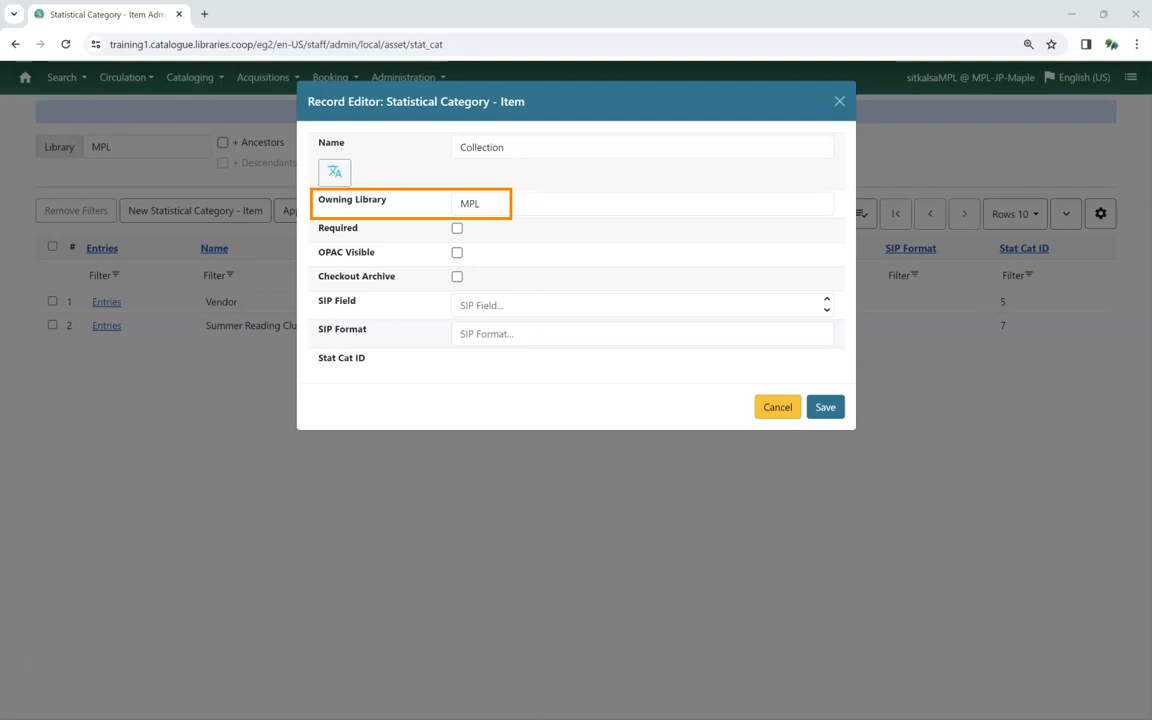 Statistical Category - Item Adm
training1.catalogue.libraries.coop/eg2/en-US/staff/admin/local/asset/stat_cat
Search Circulation Cataloging Acquisitions Booking Administration sitkalsaMPL @ MPL-JP-Maple English (US)
Record Editor: Statistical Category - Item
Library MPL + Ancestors
+ Descendants
Name Collection
Owning Library MPL
Remove Filters New Statistical Category - Item Rows 10
Required
# Entries Name SIP Format Stat Cat ID
OPAC Visible
Filter Filter Filter Filter
Checkout Archive
1 Entries Vendor 5
SIP Field SIP Field...
2 Entries Summer Reading Clu 7
SIP Format SIP Format...
Stat Cat ID
Cancel Save